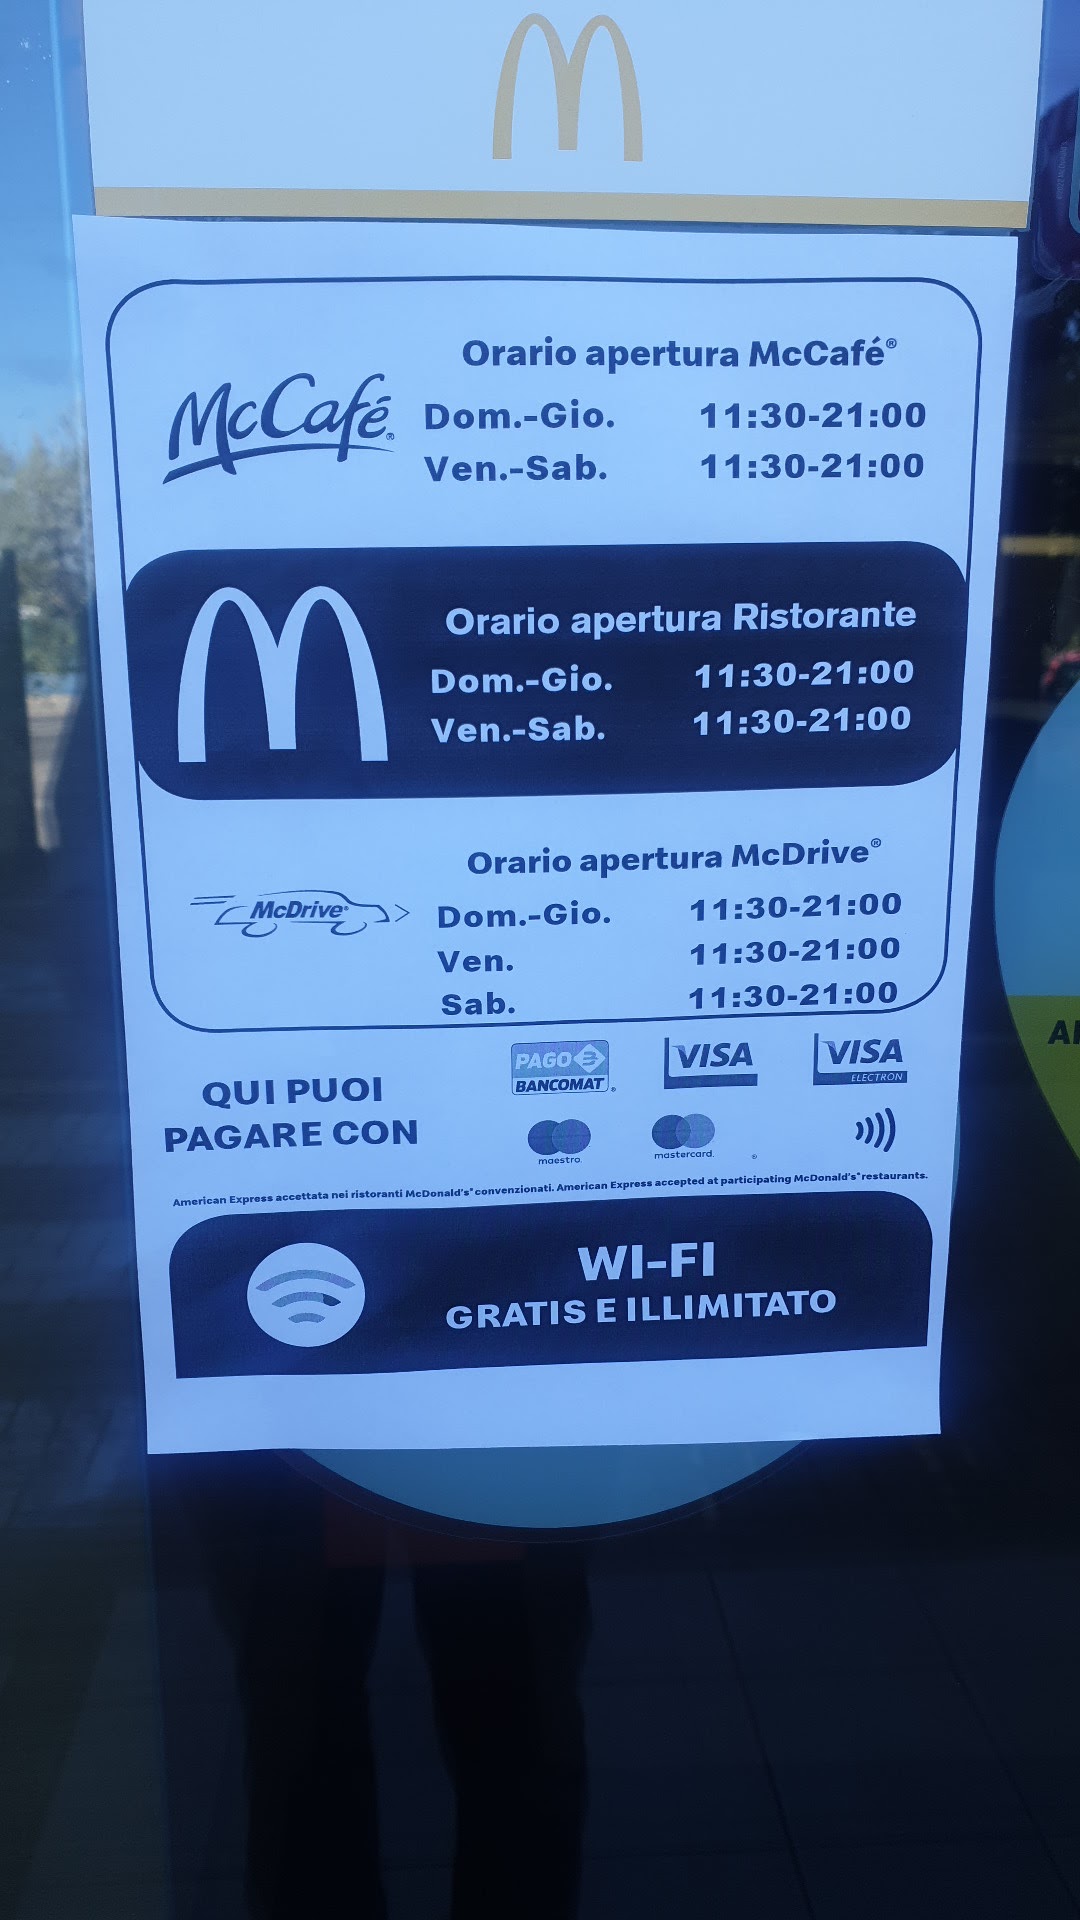 Orario apertura McCafé®
McCafé®
Dom.-Gio. 11:30-21:00
Ven.-Sab. 11:30-21:00
Orario apertura Ristorante
Dom.-Gio. 11:30-21:00
Ven.-Sab. 11:30-21:00
Orario apertura McDrive®
McDrive®
Dom.-Gio. 11:30-21:00
Ven. 11:30-21:00
Sab. 11:30-21:00
QUI PUOI
PAGARE CON
PAGO
BANCOMAT®
VISA
VISA
ELECTRON
maestro.
mastercard.
®
American Express accettata nei ristoranti McDonald's® convenzionati. American Express accepted at participating McDonald's® restaurants.
WI-FI
GRATIS E ILLIMITATO